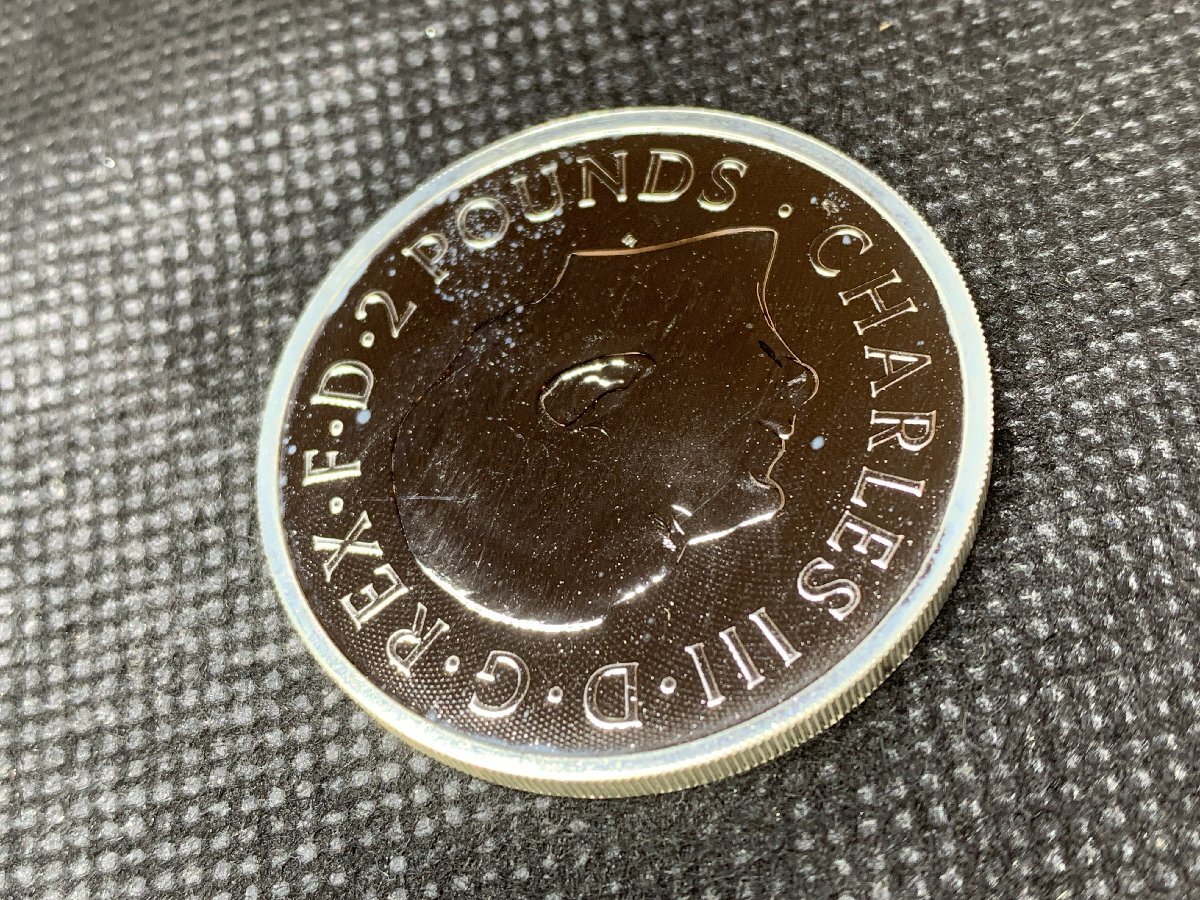 CHARLES III · D · G · REX · F · D · 2 POUNDS ·